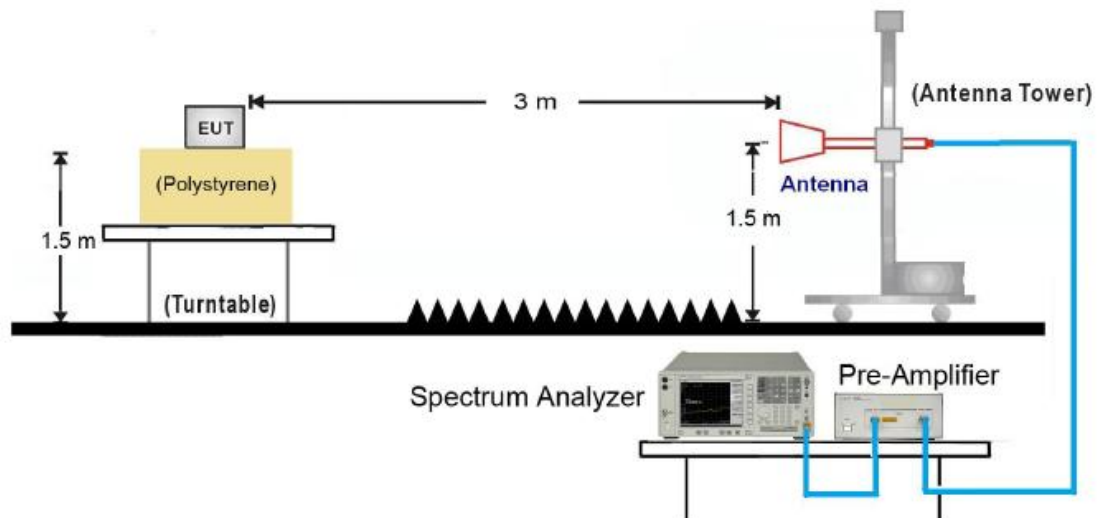 3 m
(Antenna Tower)
EUT
(Polystyrene)
Antenna
1.5 m
1.5 m
(Turntable)
Spectrum Analyzer
Pre-Amplifier